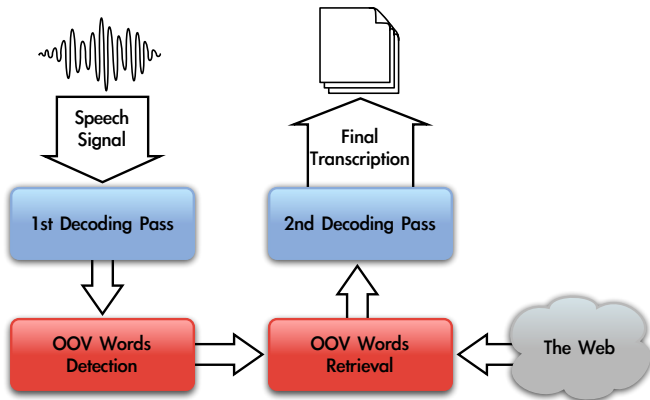 Speech
Signal
Final
Transcription
1st Decoding Pass
2nd Decoding Pass
OOV Words
Detection
OOV Words
Retrieval
The Web